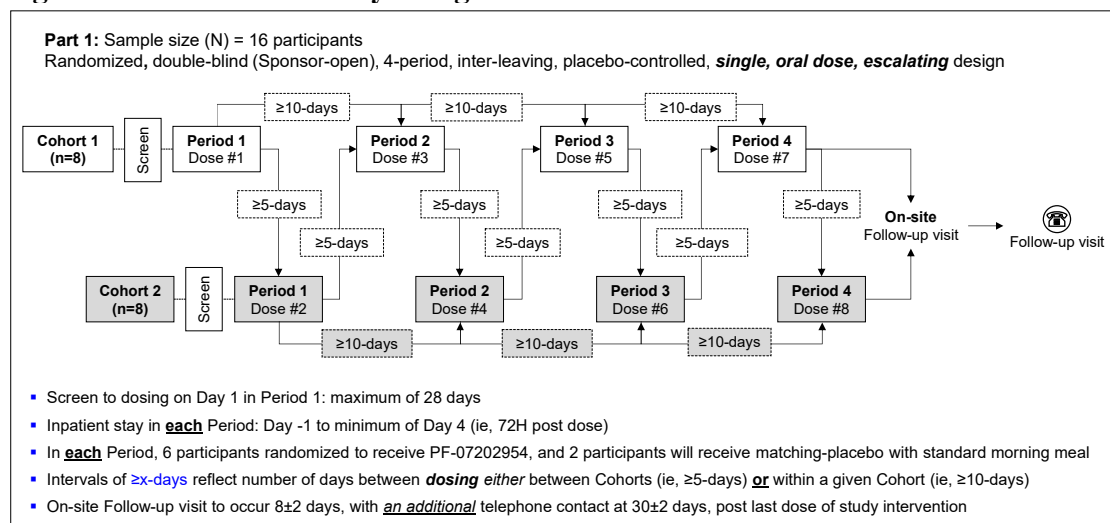 Part 1: Sample size (N) = 16 participants
Randomized, double-blind (Sponsor-open), 4-period, inter-leaving, placebo-controlled, single, oral dose, escalating design
≥10-days
≥10-days
≥10-days
Cohort 1
(n=8)
Screen
Period 1
Dose #1
Period 2
Dose #3
Period 3
Dose #5
Period 4
Dose #7
≥5-days
≥5-days
≥5-days
≥5-days
≥5-days
≥5-days
≥5-days
On-site
Follow-up visit
Follow-up visit
Cohort 2
(n=8)
Screen
Period 1
Dose #2
Period 2
Dose #4
Period 3
Dose #6
Period 4
Dose #8
≥10-days
≥10-days
≥10-days
▪ Screen to dosing on Day 1 in Period 1: maximum of 28 days
▪ Inpatient stay in each Period: Day -1 to minimum of Day 4 (ie, 72H post dose)
▪ In each Period, 6 participants randomized to receive PF-07202954, and 2 participants will receive matching-placebo with standard morning meal
▪ Intervals of ≥x-days reflect number of days between dosing either between Cohorts (ie, ≥5-days) or within a given Cohort (ie, ≥10-days)
▪ On-site Follow-up visit to occur 8±2 days, with an additional telephone contact at 30±2 days, post last dose of study intervention